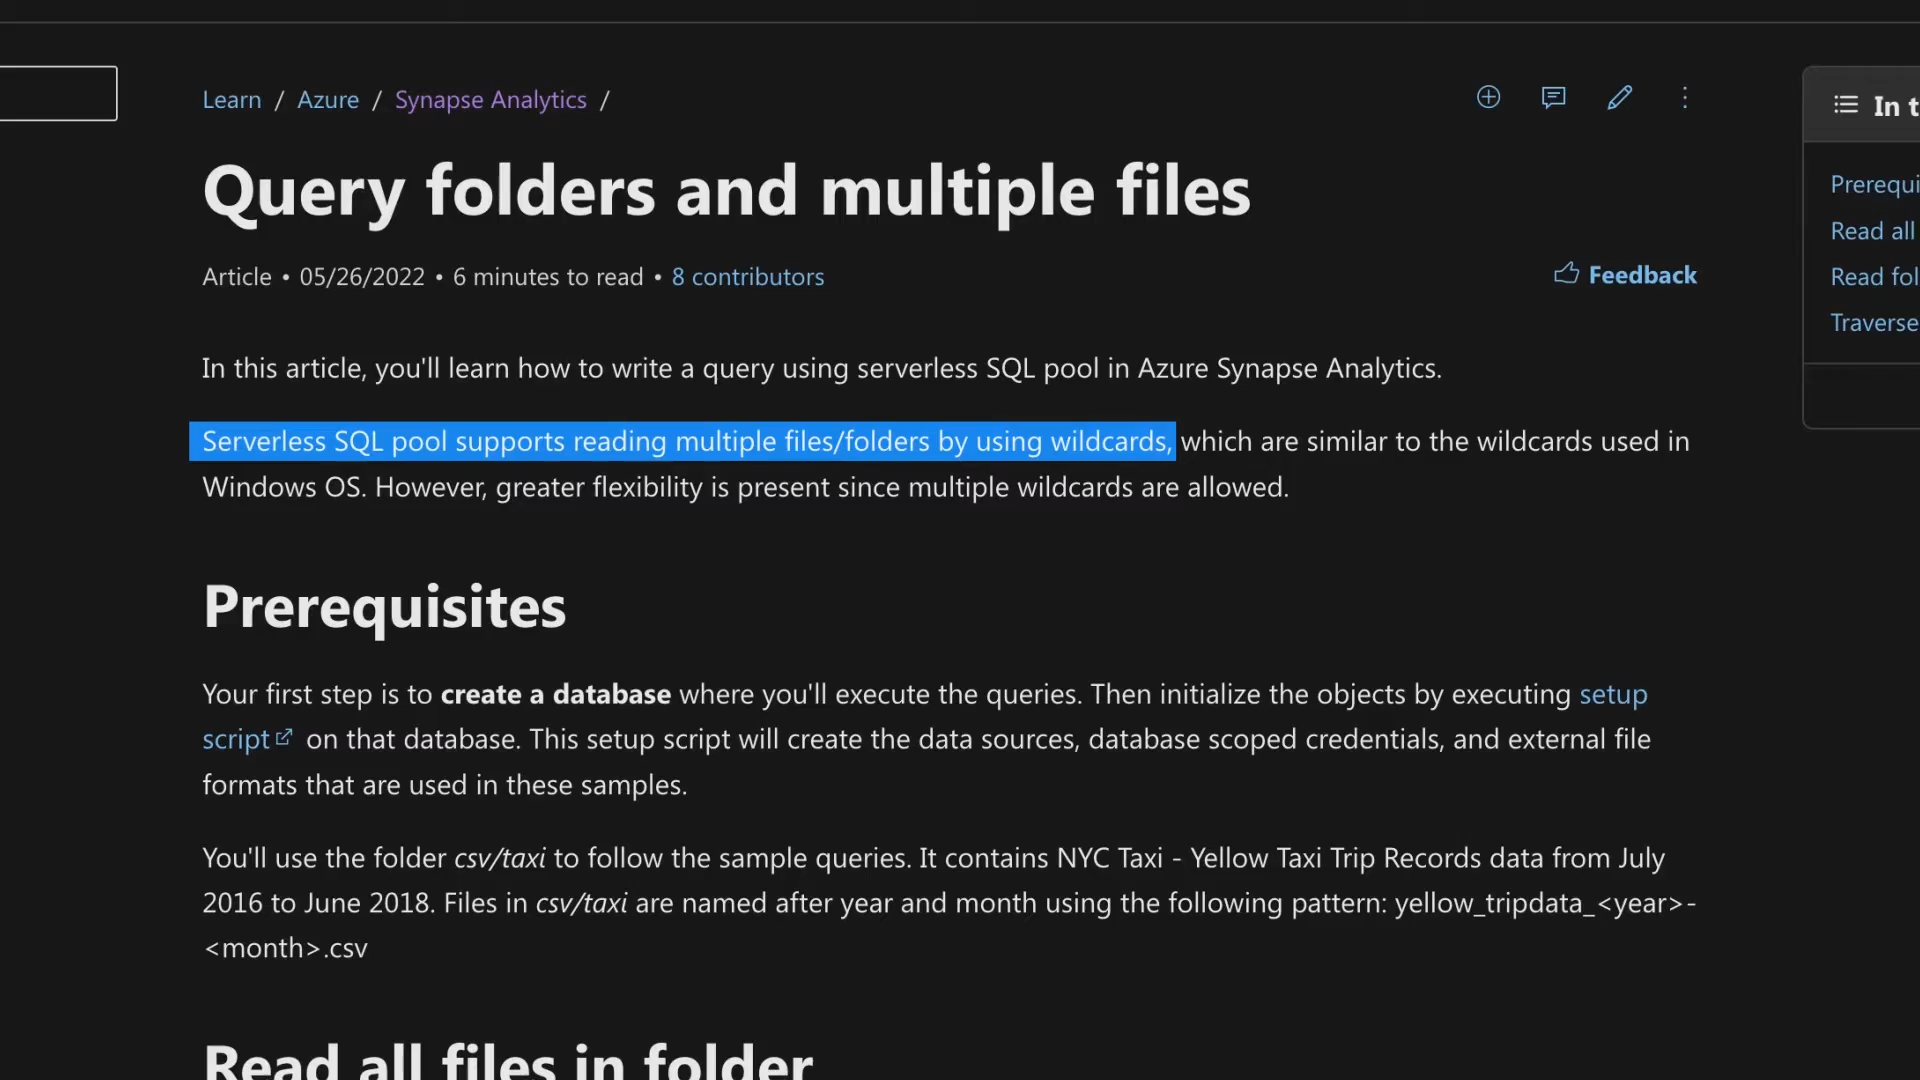 Learn / Azure / Synapse Analytics /
Query folders and multiple files
Article • 05/26/2022 • 6 minutes to read • 8 contributors
Feedback
In this article, you'll learn how to write a query using serverless SQL pool in Azure Synapse Analytics.
Serverless SQL pool supports reading multiple files/folders by using wildcards, which are similar to the wildcards used in
Windows OS. However, greater flexibility is present since multiple wildcards are allowed.
Prerequisites
Your first step is to create a database where you'll execute the queries. Then initialize the objects by executing setup
script on that database. This setup script will create the data sources, database scoped credentials, and external file
formats that are used in these samples.
You'll use the folder csv/taxi to follow the sample queries. It contains NYC Taxi - Yellow Taxi Trip Records data from July
2016 to June 2018. Files in csv/taxi are named after year and month using the following pattern: yellow_tripdata_<year>-
<month>.csv
Read all files in folder
In t
Prerequi
Read all
Read fol
Traverse